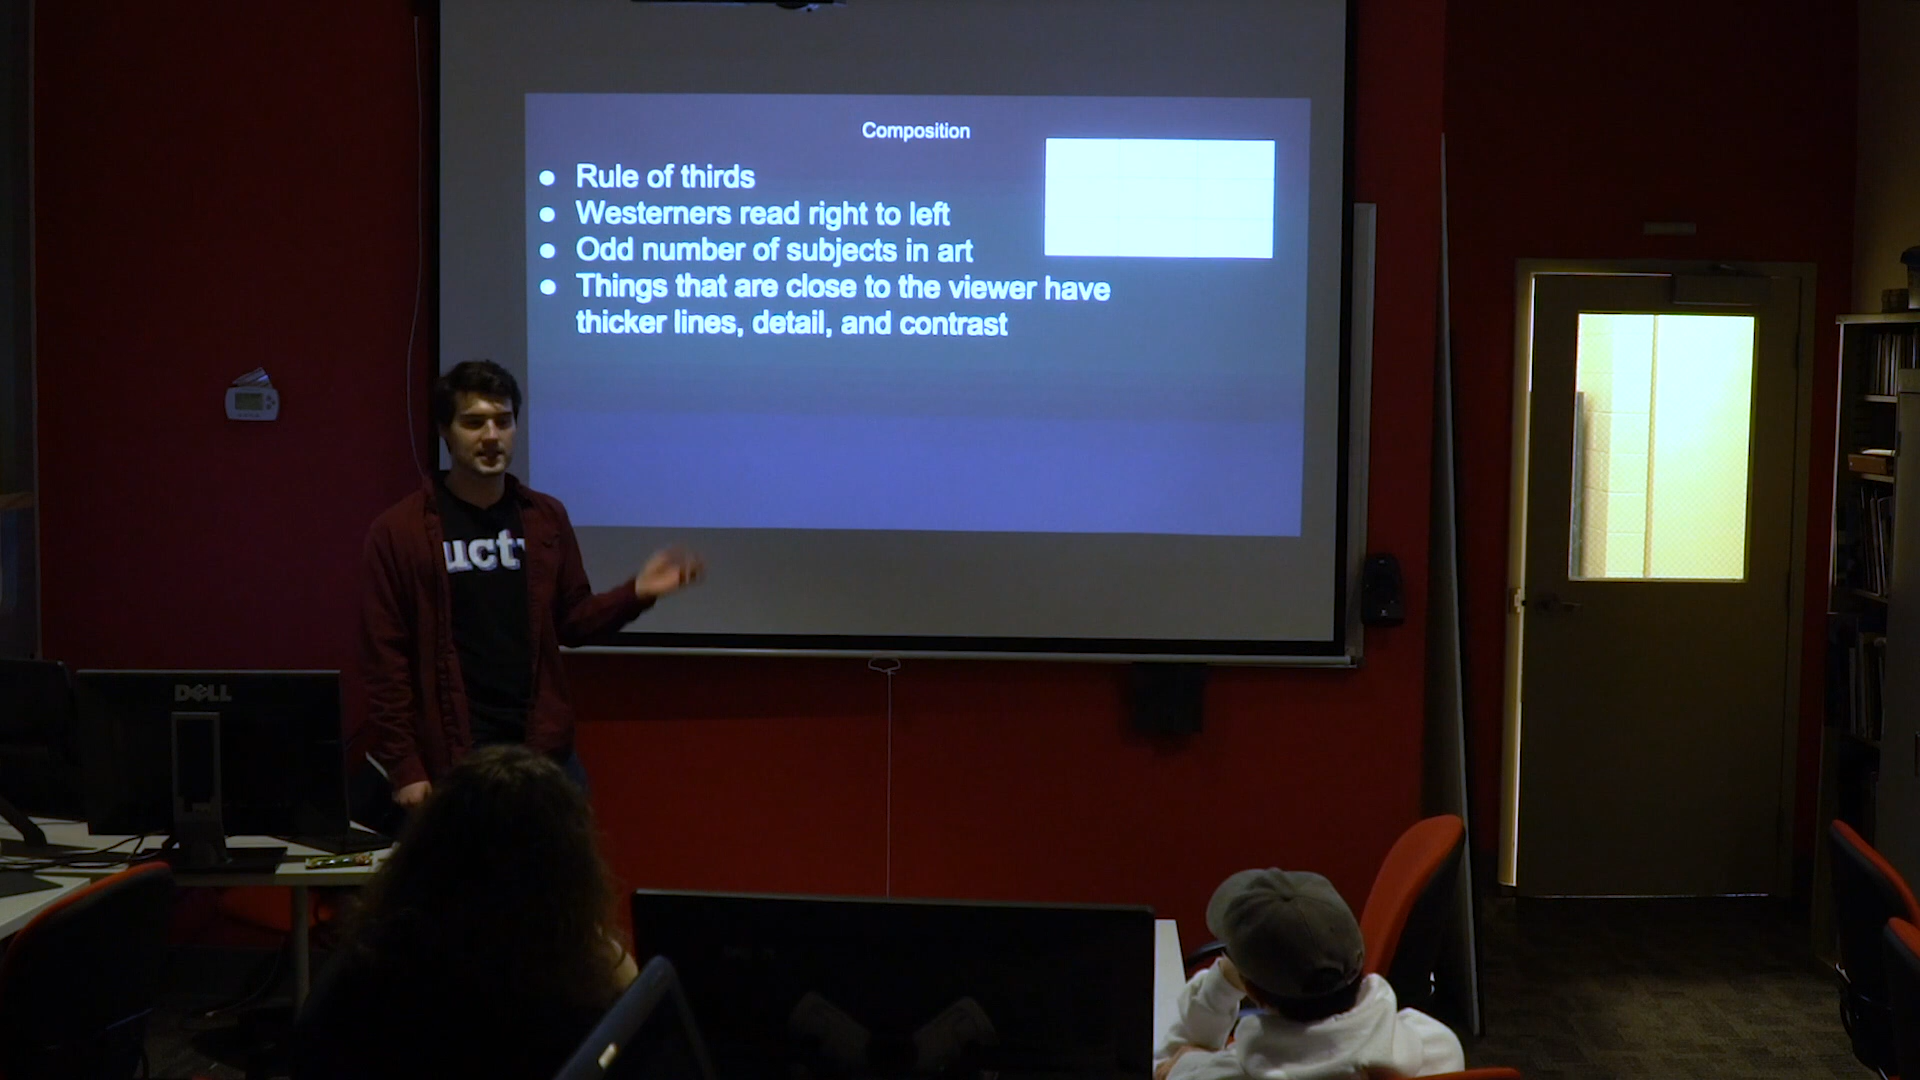 Composition
● Rule of thirds
● Westerners read right to left
● Odd number of subjects in art
● Things that are close to the viewer have
thicker lines, detail, and contrast
uct
DELL